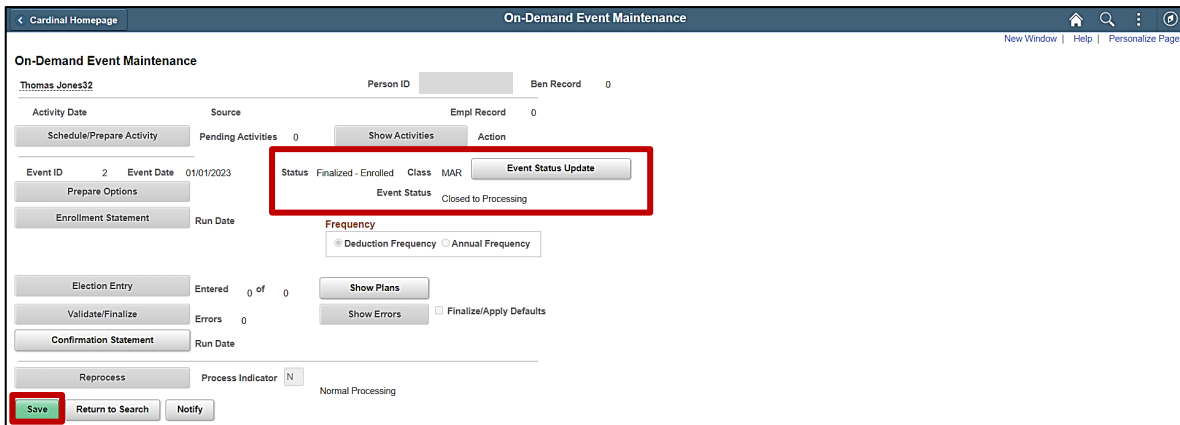 Cardinal Homepage On-Demand Event Maintenance
New Window | Help | Personalize Page
On-Demand Event Maintenance
Thomas Jones32 Person ID Ben Record 0
Activity Date Source Empl Record 0
Schedule/Prepare Activity Pending Activities 0 Show Activities Action
Event ID 2 Event Date 01/01/2023 Status Finalized - Enrolled Class MAR Event Status Update
Prepare Options Event Status Closed to Processing
Enrollment Statement Run Date Frequency
Deduction Frequency Annual Frequency
Election Entry Entered 0 of 0 Show Plans
Validate/Finalize Errors 0 Show Errors Finalize/Apply Defaults
Confirmation Statement Run Date
Reprocess Process Indicator N Normal Processing
Save Return to Search Notify